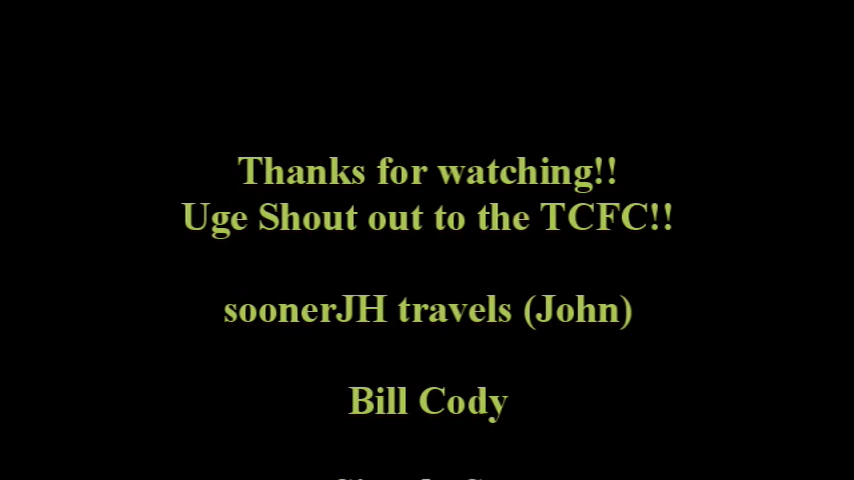 Thanks for watching!!
Uge Shout out to the TCFC!!
soonerJH travels (John)
Bill Cody